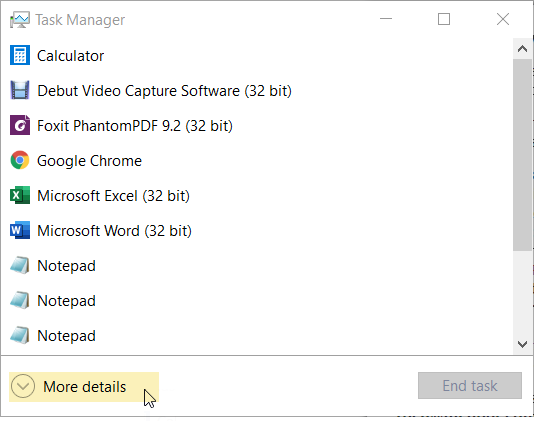 Task Manager
Calculator
Debut Video Capture Software (32 bit)
Foxit PhantomPDF 9.2 (32 bit)
Google Chrome
Microsoft Excel (32 bit)
Microsoft Word (32 bit)
Notepad
Notepad
Notepad
More details
End task